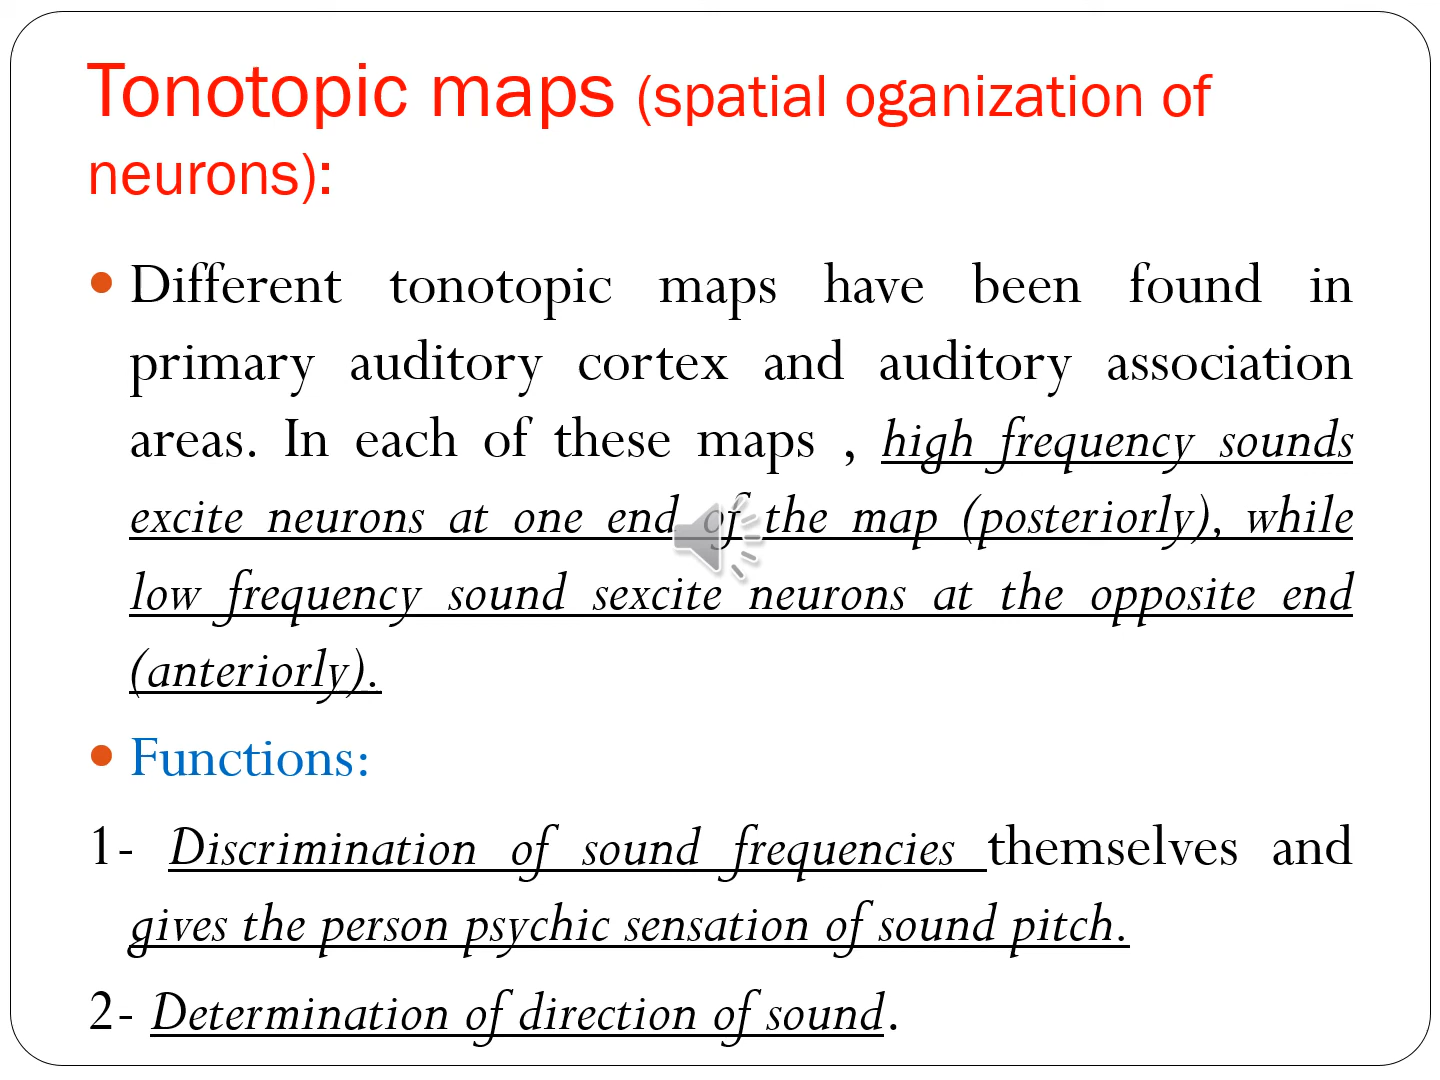 Tonotopic maps (spatial oganization of
neurons):
• Different tonotopic maps have been found in
primary auditory cortex and auditory association
areas. In each of these maps , high frequency sounds
excite neurons at one end of the map (posteriorly), while
low frequency sound sexcite neurons at the opposite end
(anteriorly).
• Functions:
1- Discrimination of sound frequencies themselves and
gives the person psychic sensation of sound pitch.
2- Determination of direction of sound.